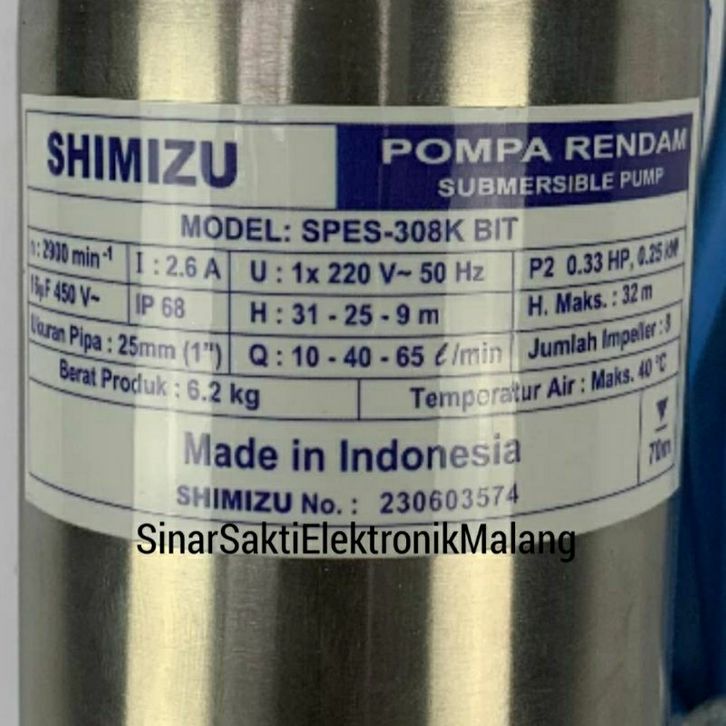 SHIMIZU
POMPA RENDAM
SUBMERSIBLE PUMP
MODEL: SPES-308K BIT
n : 2900 min⁻¹ I : 2.6 A U : 1x 220 V~ 50 Hz P2 0.33 HP, 0.25 kW
450 V~ IP 68 H : 31 - 25 - 9 m H. Maks. : 32 m
Ukuran Pipa : 25mm (1") Q : 10 - 40 - 65 ℓ/min Jumlah Impeller : 8
Berat Produk : 6.2 kg Temperatur Air : Maks. 40 °C
70m
Made in Indonesia
SHIMIZU No. : 230603574
SinarSaktiElektronikMalang